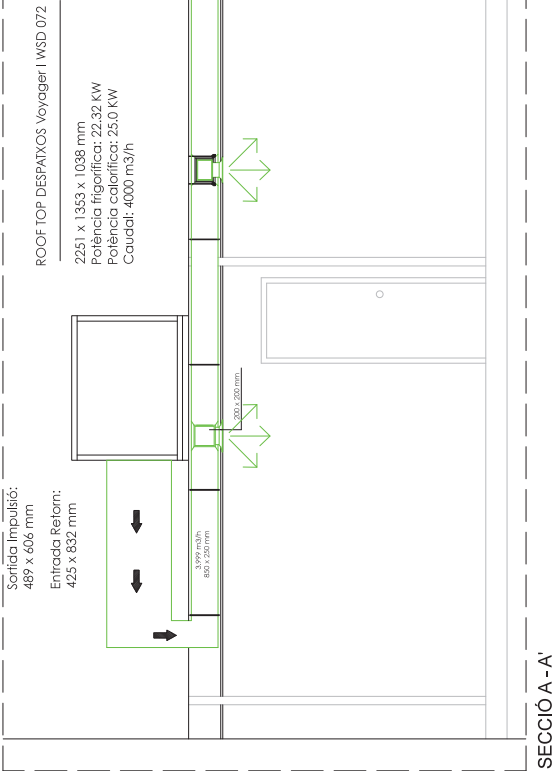 ROOF TOP DESPATXOS Voyager I WSD 072
2251 x 1353 x 1038 mm
Potència frigorífica: 22.32 KW
Potència calorífica: 25.0 KW
Caudal: 4000 m3/h
Sortida Impulsió:
489 x 606 mm
Entrada Retorn:
425 x 832 mm
200 x 200 mm
3.999 m3/h
850 x 250 mm
SECCIÓ A - A'